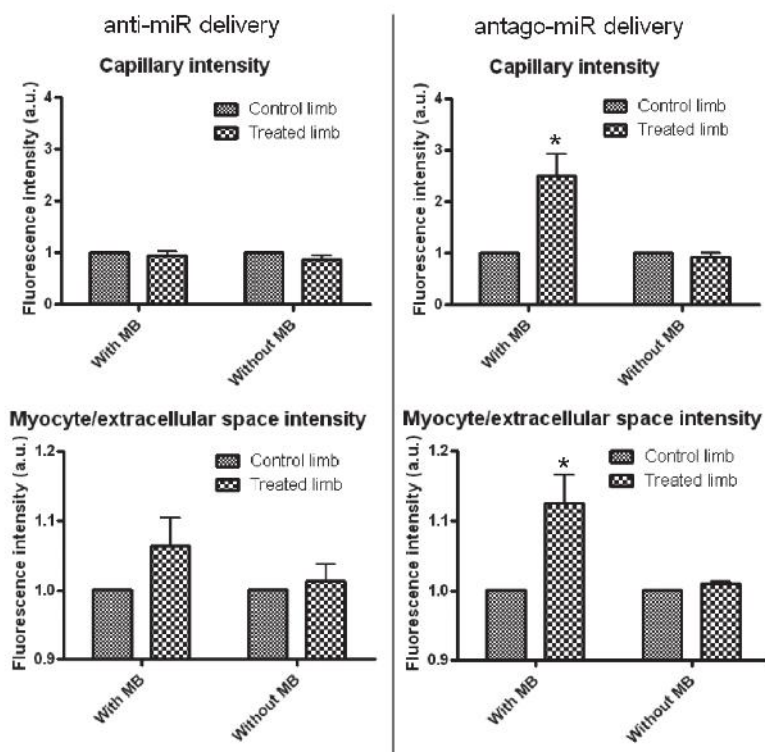 anti-miR delivery
Capillary intensity
Fluorescence intensity (a.u.)
4
3
2
1
0
Control limb
Treated limb
With MB
Without MB
Myocyte/extracellular space intensity
Fluorescence intensity (a.u.)
1.2
1.1
1.0
0.9
Control limb
Treated limb
With MB
Without MB
antago-miR delivery
Capillary intensity
Fluorescence intensity (a.u.)
4
3
2
1
0
Control limb
Treated limb
*
With MB
Without MB
Myocyte/extracellular space intensity
Fluorescence intensity (a.u.)
1.2
1.1
1.0
0.9
Control limb
Treated limb
*
With MB
Without MB